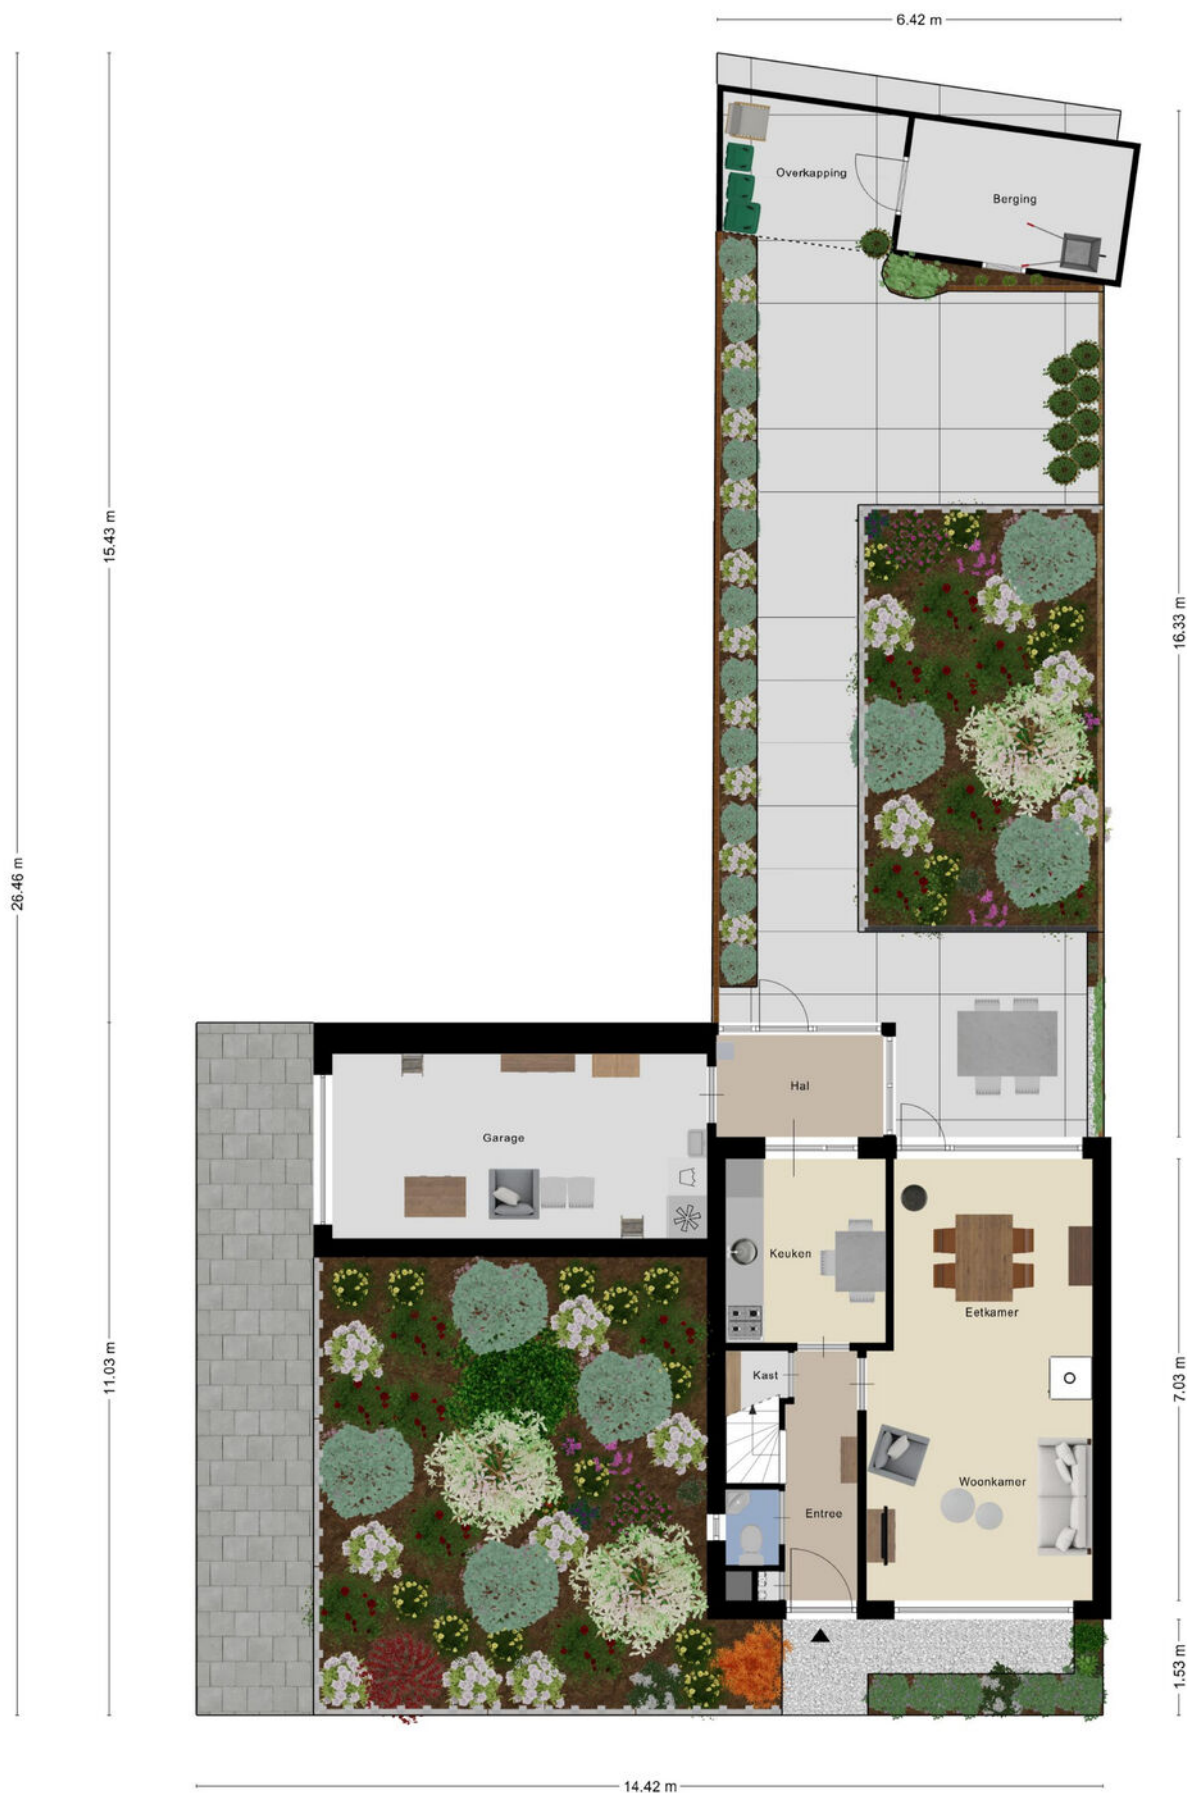 6.42 m
Overkapping
Berging
15.43 m
16.33 m
26.46 m
Hal
Garage
Keuken
Eetkamer
Kast
11.03 m
7.03 m
Woonkamer
Entree
1.53 m
14.42 m